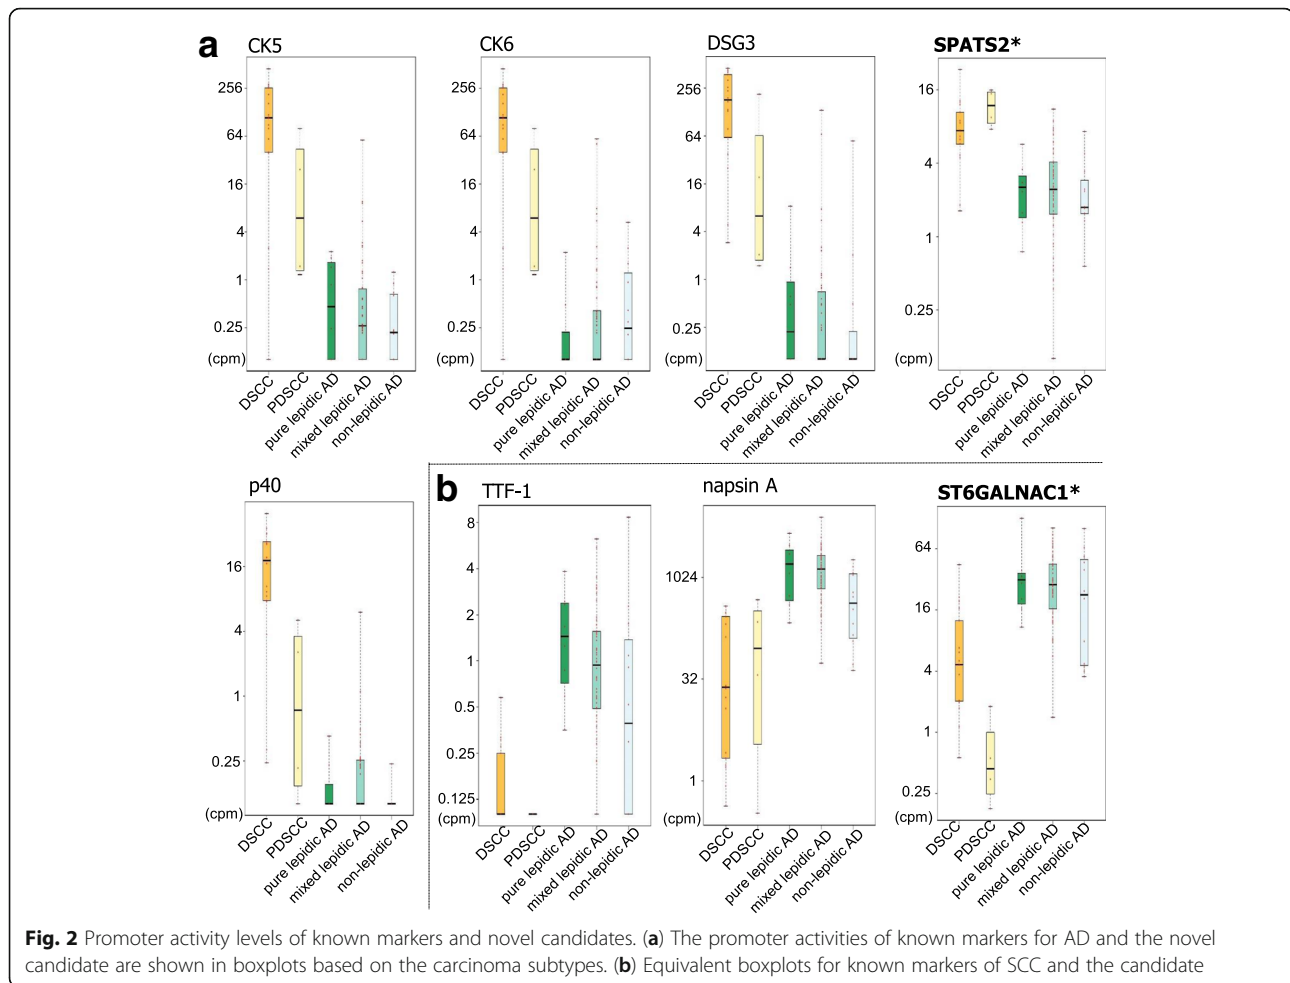 a
CK5
256
64
16
4
1
0.25
(cpm)
DSCC
PDSCC
pure lepidic AD
mixed lepidic AD
non-lepidic AD
CK6
256
64
16
4
1
0.25
(cpm)
DSCC
PDSCC
pure lepidic AD
mixed lepidic AD
non-lepidic AD
DSG3
256
64
16
4
1
0.25
(cpm)
DSCC
PDSCC
pure lepidic AD
mixed lepidic AD
non-lepidic AD
SPATS2*
16
4
1
0.25
(cpm)
DSCC
PDSCC
pure lepidic AD
mixed lepidic AD
non-lepidic AD
p40
16
4
1
0.25
(cpm)
DSCC
PDSCC
pure lepidic AD
mixed lepidic AD
non-lepidic AD
b
TTF-1
8
4
2
1
0.5
0.25
0.125
(cpm)
DSCC
PDSCC
pure lepidic AD
mixed lepidic AD
non-lepidic AD
napsin A
1024
32
1
(cpm)
DSCC
PDSCC
pure lepidic AD
mixed lepidic AD
non-lepidic AD
ST6GALNAC1*
64
16
4
1
0.25
(cpm)
DSCC
PDSCC
pure lepidic AD
mixed lepidic AD
non-lepidic AD
Fig. 2 Promoter activity levels of known markers and novel candidates. (a) The promoter activities of known markers for AD and the novel
candidate are shown in boxplots based on the carcinoma subtypes. (b) Equivalent boxplots for known markers of SCC and the candidate